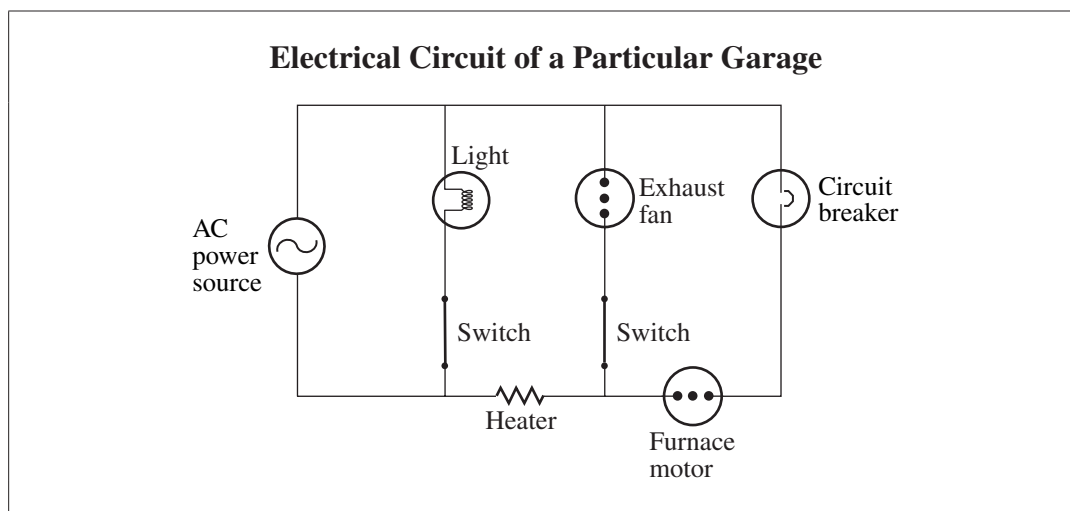 Electrical Circuit of a Particular Garage
Light
Exhaust
fan
Circuit
breaker
AC
power
source
Switch
Switch
Heater
Furnace
motor